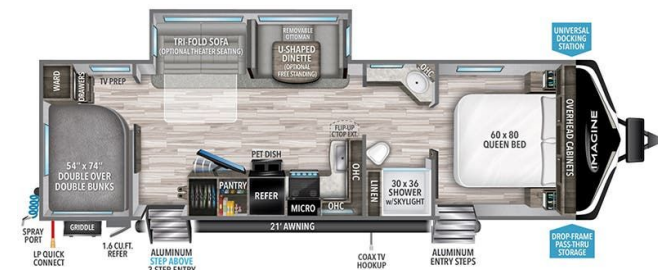 UNIVERSAL
DOCKING
STATION
REMOVABLE
OTTOMAN
TRI-FOLD SOFA
(OPTIONAL THEATER SEATING)
U-SHAPED
DINETTE
(OPTIONAL
FREE STANDING)
WARD
DRAWERS
TV PREP
OHC
OVERHEAD CABINETS
IMAGINE
60 x 80
QUEEN BED
FLIP-UP
C'TOP EXT.
54" x 74"
DOUBLE OVER
DOUBLE BUNKS
PET DISH
PANTRY
REFER
MICRO
OHC
OHC
LINEN
30 x 36
SHOWER
w/SKYLIGHT
21' AWNING
GRIDDLE
SPRAY
PORT
LP QUICK
CONNECT
1.6 CU.FT.
REFER
ALUMINUM
STEP ABOVE
3 STEP ENTRY
COAX TV
HOOKUP
ALUMINUM
ENTRY STEPS
DROP-FRAME
PASS-THRU
STORAGE